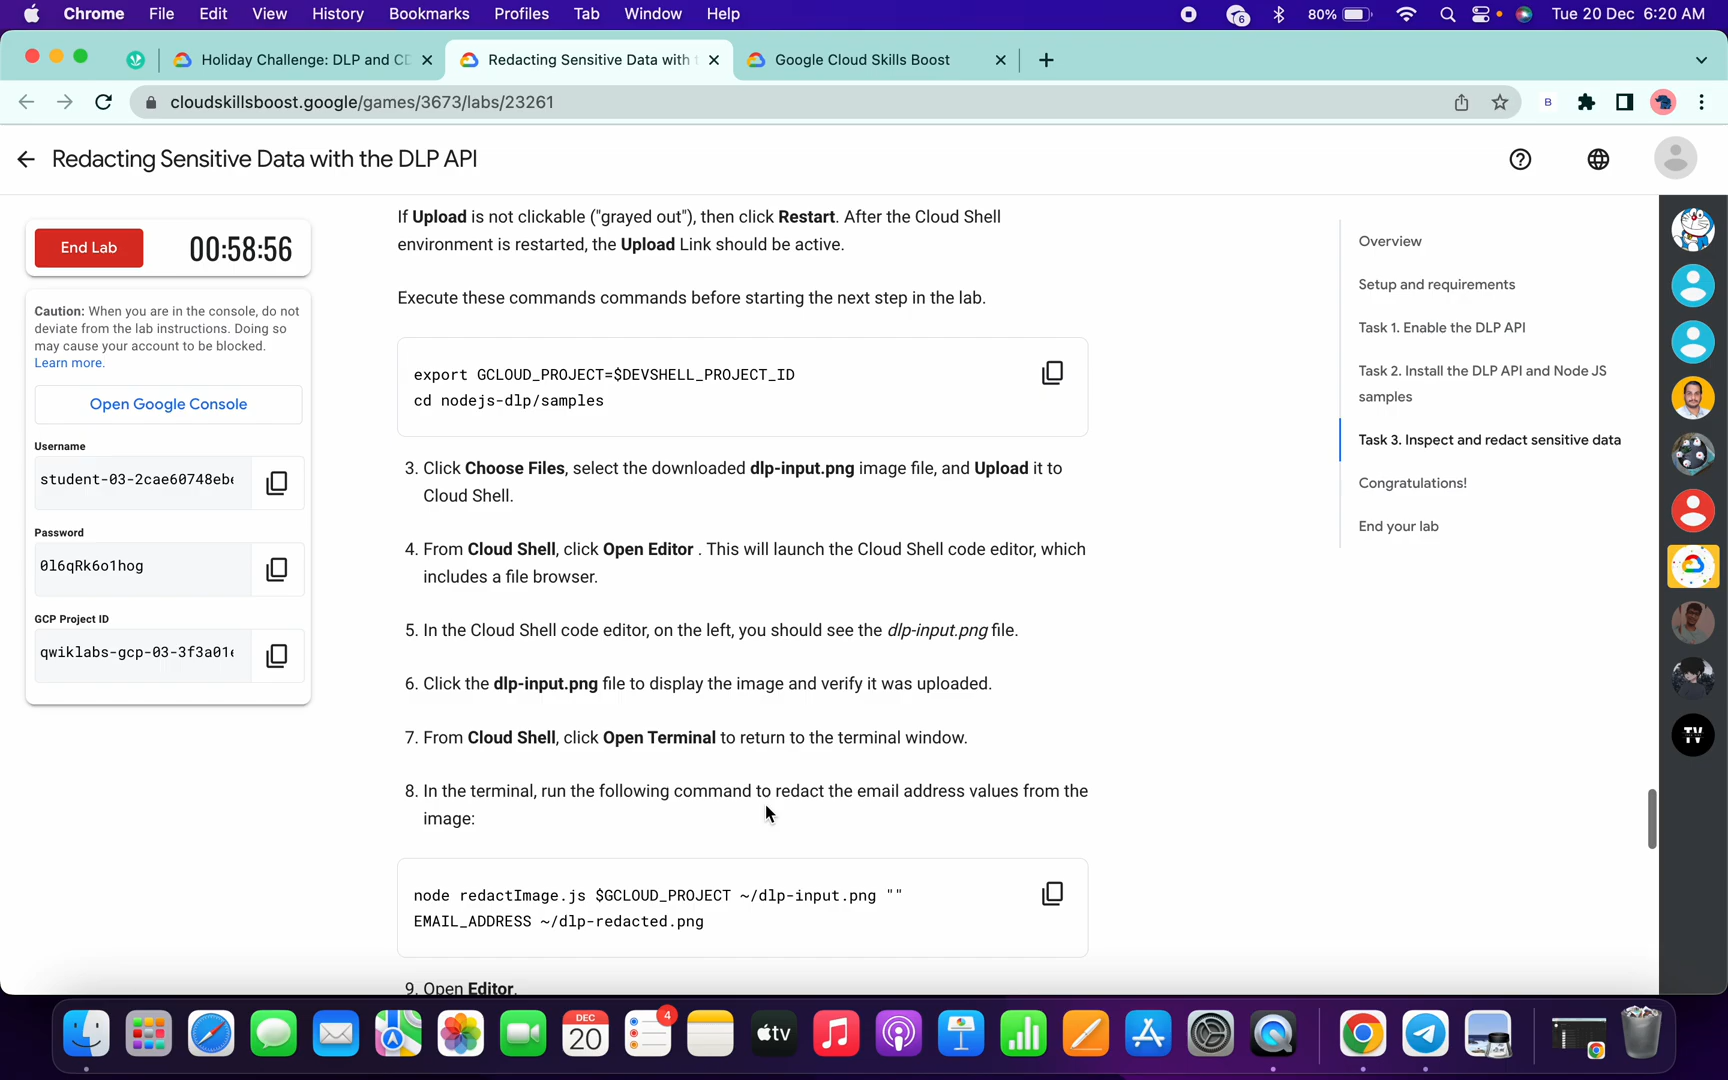 Chrome File Edit View History Bookmarks Profiles Tab Window Help
6 80% Tue 20 Dec 6:20 AM
Holiday Challenge: DLP and CD
Redacting Sensitive Data with t
Google Cloud Skills Boost
cloudskillsboost.google/games/3673/labs/23261
B
Redacting Sensitive Data with the DLP API
End Lab
00:58:56
Caution: When you are in the console, do not
deviate from the lab instructions. Doing so
may cause your account to be blocked.
Learn more.
Open Google Console
Username
student-03-2cae60748ebe
Password
0l6qRk6o1hog
GCP Project ID
qwiklabs-gcp-03-3f3a01e
If Upload is not clickable ("grayed out"), then click Restart. After the Cloud Shell
environment is restarted, the Upload Link should be active.
Execute these commands commands before starting the next step in the lab.
export GCLOUD_PROJECT=$DEVSHELL_PROJECT_ID
cd nodejs-dlp/samples
3. Click Choose Files, select the downloaded dlp-input.png image file, and Upload it to
Cloud Shell.
4. From Cloud Shell, click Open Editor . This will launch the Cloud Shell code editor, which
includes a file browser.
5. In the Cloud Shell code editor, on the left, you should see the dlp-input.png file.
6. Click the dlp-input.png file to display the image and verify it was uploaded.
7. From Cloud Shell, click Open Terminal to return to the terminal window.
8. In the terminal, run the following command to redact the email address values from the
image:
node redactImage.js $GCLOUD_PROJECT ~/dlp-input.png ""
EMAIL_ADDRESS ~/dlp-redacted.png
9. Open Editor.
Overview
Setup and requirements
Task 1. Enable the DLP API
Task 2. Install the DLP API and Node JS
samples
Task 3. Inspect and redact sensitive data
Congratulations!
End your lab
TV
DEC
20
4
tv